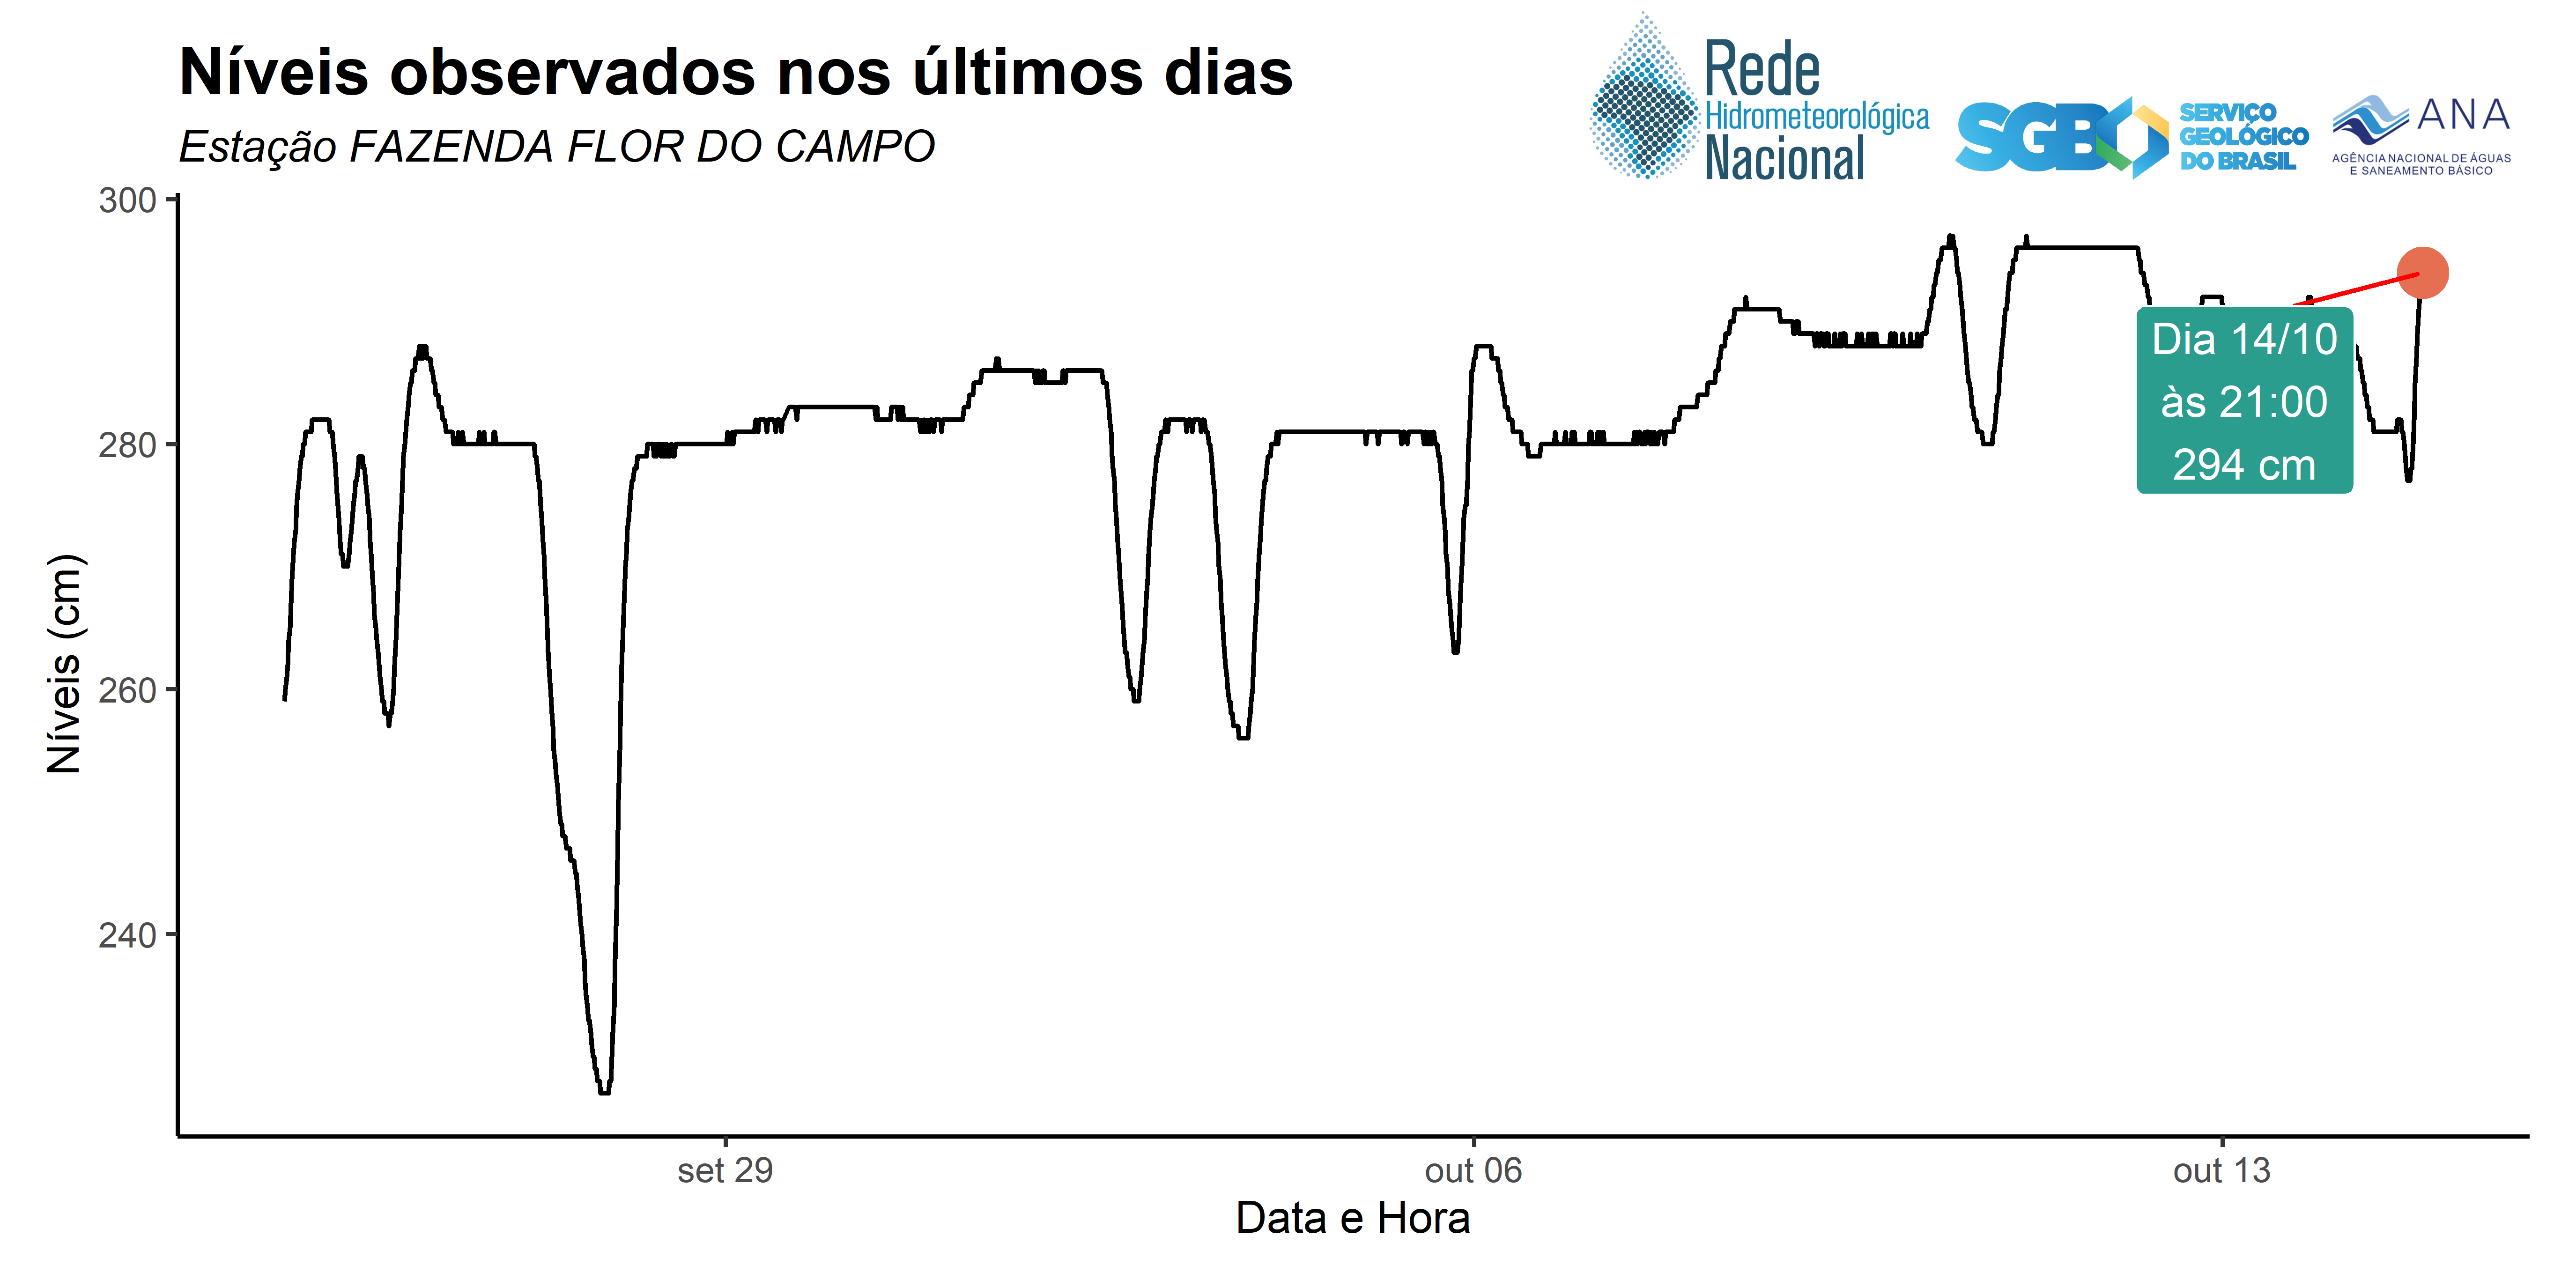 Níveis observados nos últimos dias
Estação FAZENDA FLOR DO CAMPO
Rede
Hidrometeorológica
Nacional
SGB
SERVIÇO
GEOLÓGICO
DO BRASIL
ANA
AGÊNCIA NACIONAL DE ÁGUAS
E SANEAMENTO BÁSICO
300
280
260
240
Níveis (cm)
Dia 14/10
às 21:00
294 cm
set 29
out 06
out 13
Data e Hora